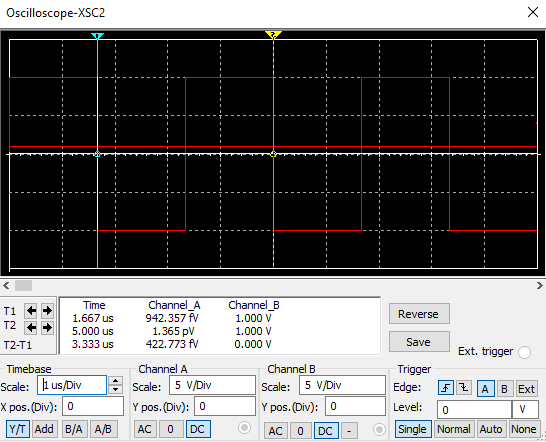 Oscilloscope-XSC2
1
2
Time Channel_A Channel_B
T1 1.667 us 942.357 fV 1.000 V
T2 5.000 us 1.365 pV 1.000 V
T2-T1 3.333 us 422.773 fV 0.000 V
Reverse
Save
Ext. trigger
Timebase
Scale: 1 us/Div
X pos.(Div): 0
Y/T Add B/A A/B
Channel A
Scale: 5 V/Div
Y pos.(Div): 0
AC 0 DC
Channel B
Scale: 5 V/Div
Y pos.(Div): 0
AC 0 DC -
Trigger
Edge: A B Ext
Level: 0 V
Single Normal Auto None